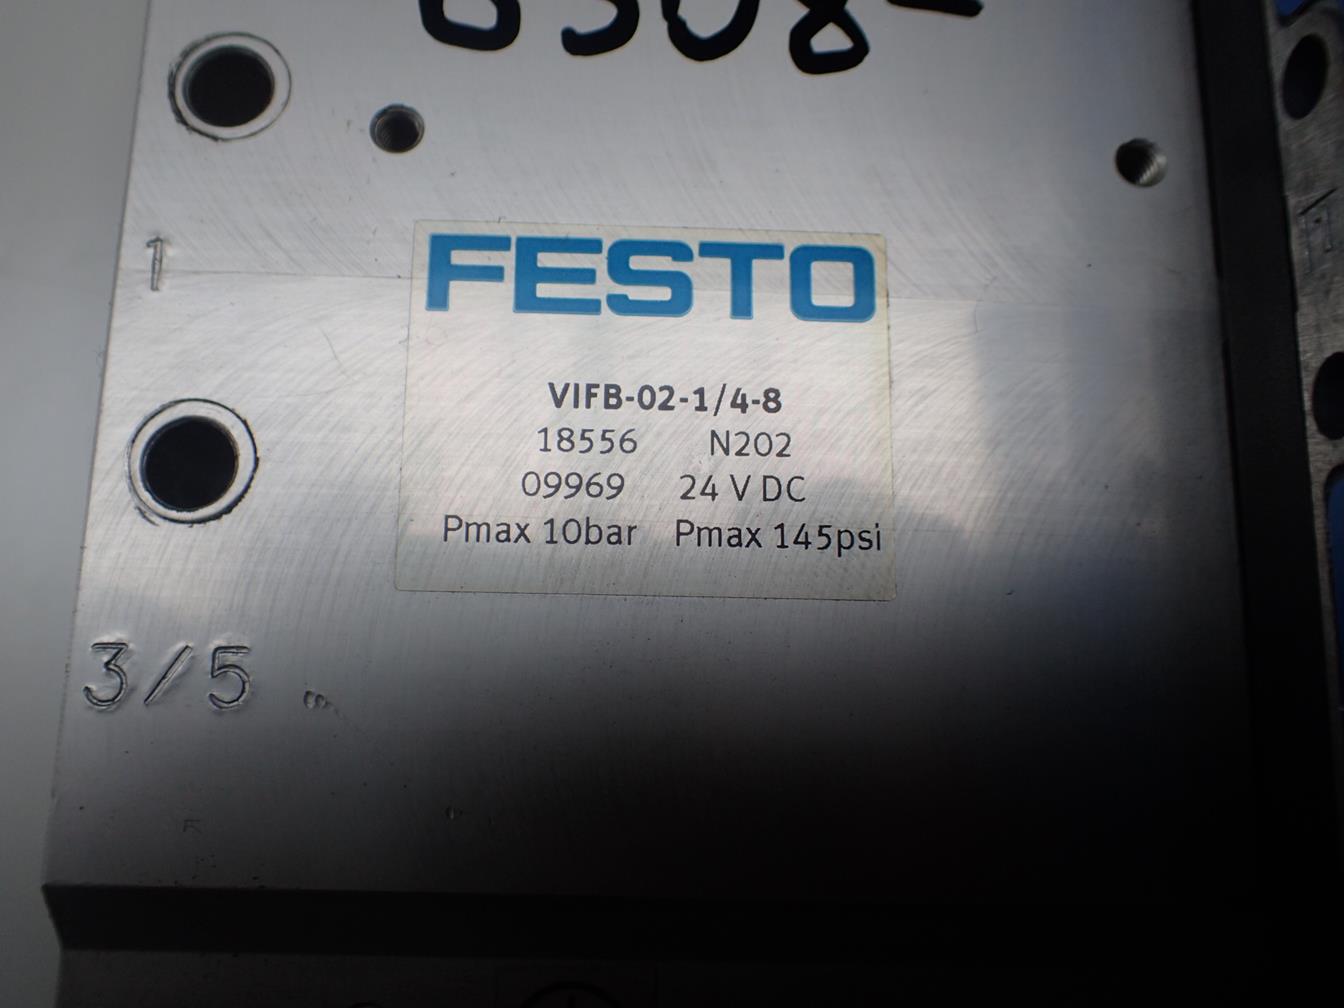 1
FESTO
VIFB-02-1/4-8
18556 N202
09969 24 V DC
Pmax 10bar Pmax 145psi
3/5